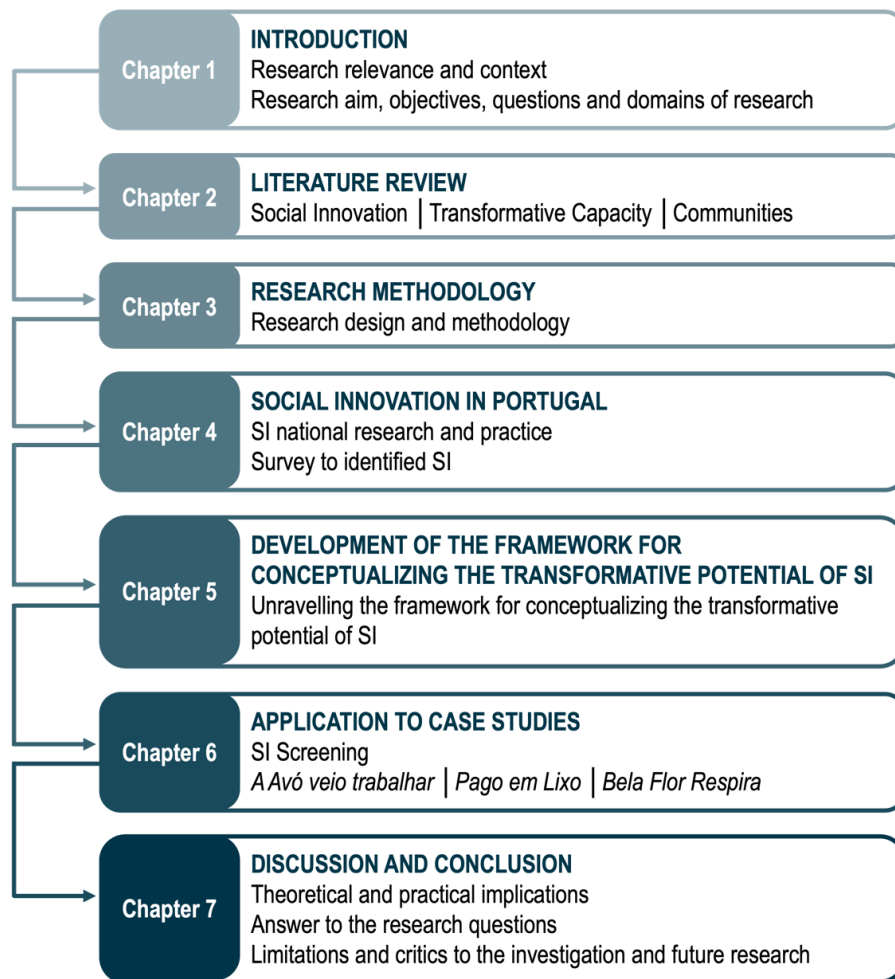 Chapter 1
INTRODUCTION
Research relevance and context
Research aim, objectives, questions and domains of research
Chapter 2
LITERATURE REVIEW
Social Innovation | Transformative Capacity | Communities
Chapter 3
RESEARCH METHODOLOGY
Research design and methodology
Chapter 4
SOCIAL INNOVATION IN PORTUGAL
SI national research and practice
Survey to identified SI
Chapter 5
DEVELOPMENT OF THE FRAMEWORK FOR
CONCEPTUALIZING THE TRANSFORMATIVE POTENTIAL OF SI
Unravelling the framework for conceptualizing the transformative
potential of SI
Chapter 6
APPLICATION TO CASE STUDIES
SI Screening
A Avó veio trabalhar | Pago em Lixo | Bela Flor Respira
Chapter 7
DISCUSSION AND CONCLUSION
Theoretical and practical implications
Answer to the research questions
Limitations and critics to the investigation and future research